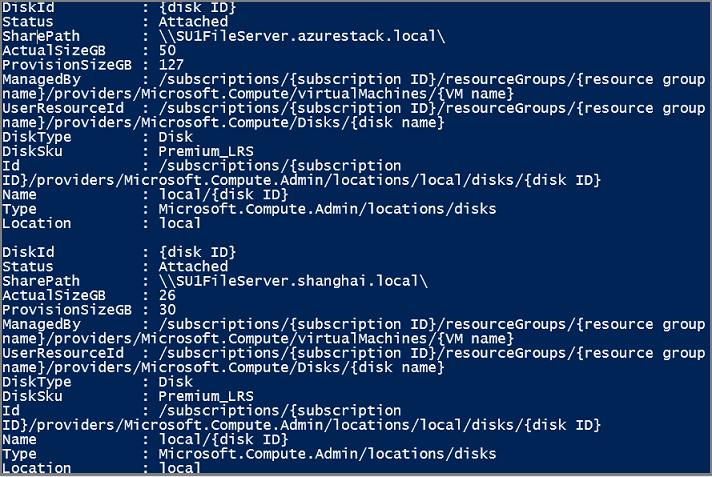 DiskId          : {disk ID}
Status          : Attached
SharePath       : \\SU1FileServer.azurestack.local\
ActualSizeGB    : 50
ProvisionSizeGB : 127
ManagedBy       : /subscriptions/{subscription ID}/resourceGroups/{resource group
name}/providers/Microsoft.Compute/virtualMachines/{VM name}
UserResourceId  : /subscriptions/{subscription ID}/resourceGroups/{resource group
name}/providers/Microsoft.Compute/Disks/{disk name}
DiskType        : Disk
DiskSku         : Premium_LRS
Id              : /subscriptions/{subscription
ID}/providers/Microsoft.Compute.Admin/locations/local/disks/{disk ID}
Name            : local/{disk ID}
Type            : Microsoft.Compute.Admin/locations/disks
Location        : local

DiskId          : {disk ID}
Status          : Attached
SharePath       : \\SU1FileServer.shanghai.local\
ActualSizeGB    : 26
ProvisionSizeGB : 30
ManagedBy       : /subscriptions/{subscription ID}/resourceGroups/{resource group
name}/providers/Microsoft.Compute/virtualMachines/{VM name}
UserResourceId  : /subscriptions/{subscription ID}/resourceGroups/{resource group
name}/providers/Microsoft.Compute/Disks/{disk name}
DiskType        : Disk
DiskSku         : Premium_LRS
Id              : /subscriptions/{subscription
ID}/providers/Microsoft.Compute.Admin/locations/local/disks/{disk ID}
Name            : local/{disk ID}
Type            : Microsoft.Compute.Admin/locations/disks
Location        : local